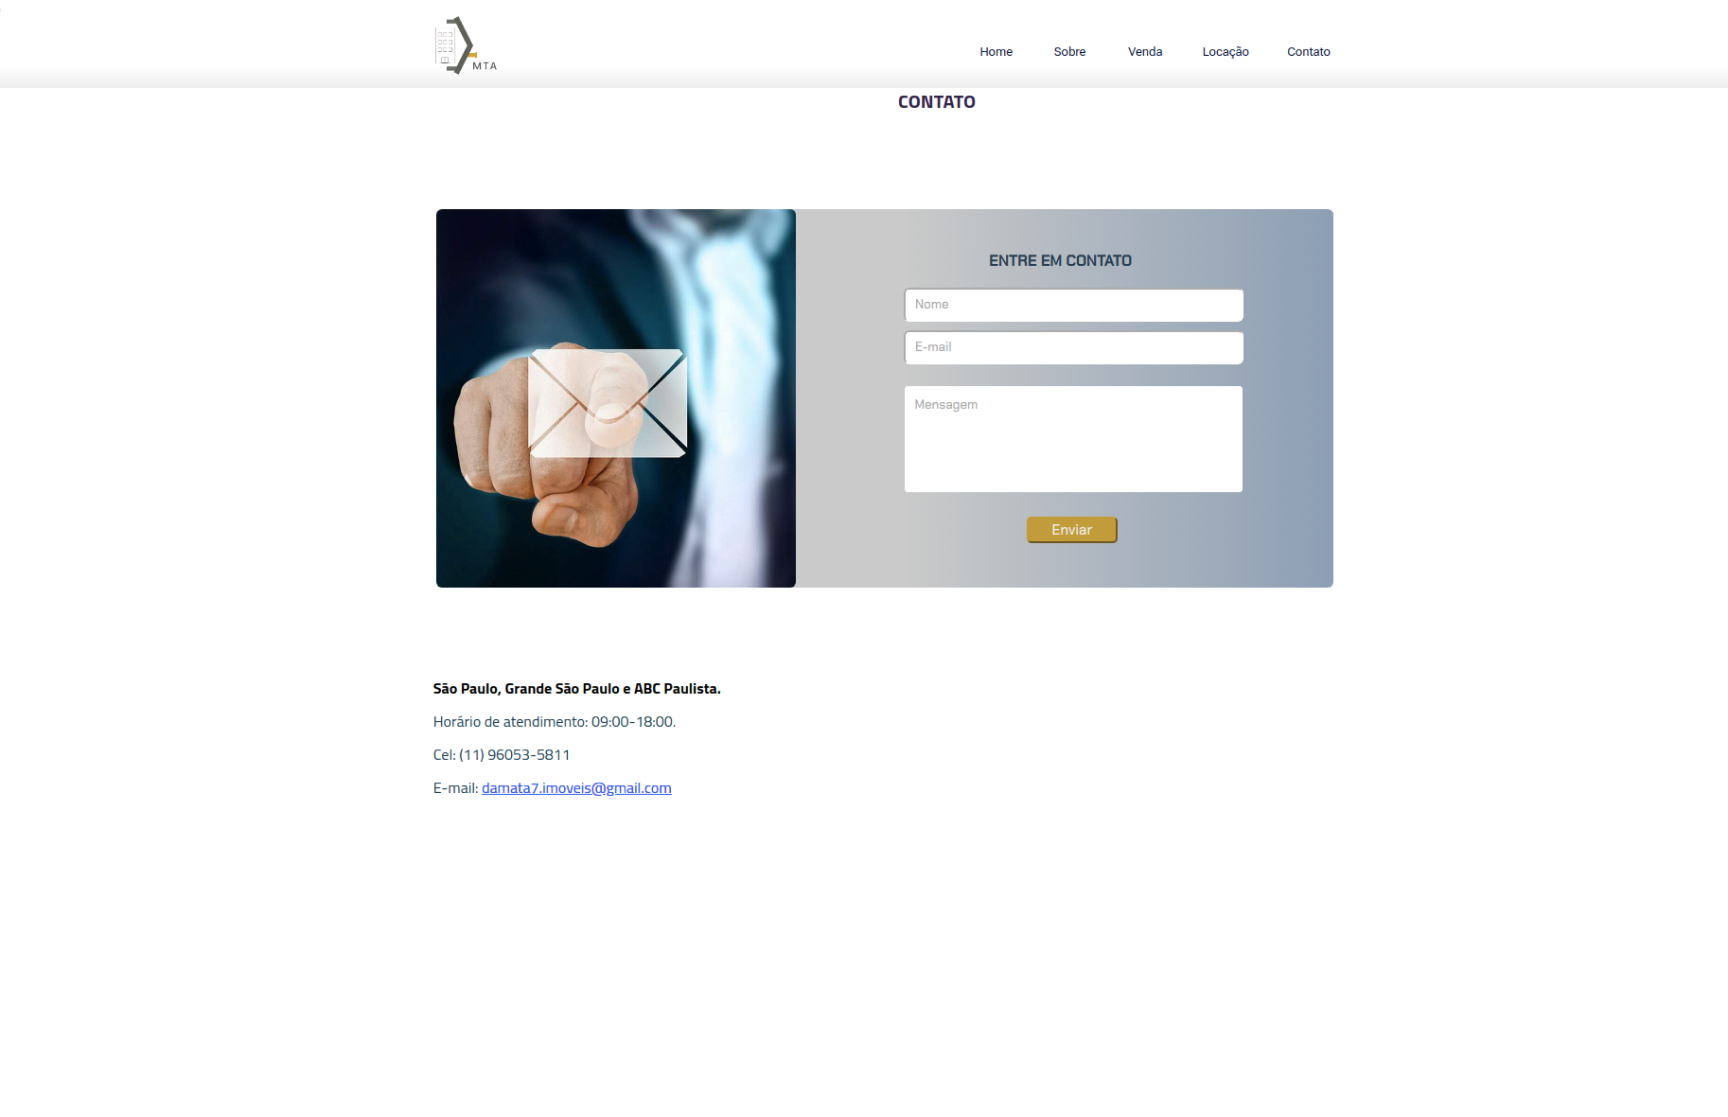 MTA
Home Sobre Venda Locação Contato
CONTATO
ENTRE EM CONTATO
Nome
E-mail
Mensagem
Enviar
São Paulo, Grande São Paulo e ABC Paulista.
Horário de atendimento: 09:00-18:00.
Cel: (11) 96053-5811
E-mail: damata7.imoveis@gmail.com